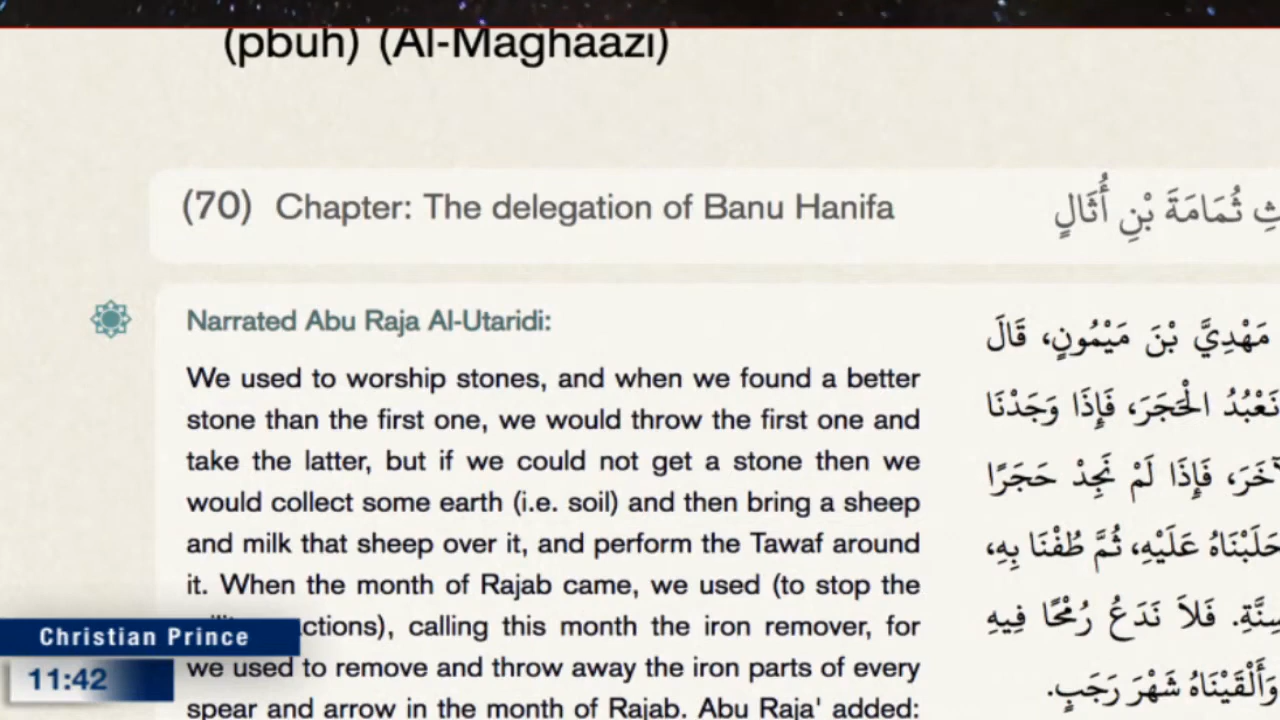 (pbuh) (Al-Maghaazi)
(70) Chapter: The delegation of Banu Hanifa
ثُمَامَةَ بْنِ أُثَالٍ
Narrated Abu Raja Al-Utaridi:
We used to worship stones, and when we found a better
stone than the first one, we would throw the first one and
take the latter, but if we could not get a stone then we
would collect some earth (i.e. soil) and then bring a sheep
and milk that sheep over it, and perform the Tawaf around
it. When the month of Rajab came, we used (to stop the
actions), calling this month the iron remover, for
we used to remove and throw away the iron parts of every
spear and arrow in the month of Rajab. Abu Raja' added:
مَهْدِيَّ بْنَ مَيْمُونٍ، قَالَ
نَعْبُدُ الْحَجَرَ، فَإِذَا وَجَدْنَا
فَإِذَا لَمْ نَجِدْ حَجَرًا
عَلَيْهِ، ثُمَّ طُفْنَا بِهِ،
فَلاَ نَدَعُ رُمْحًا فِيهِ
وَأَلْقَيْنَاهُ شَهْرَ رَجَبٍ.
Christian Prince
11:42